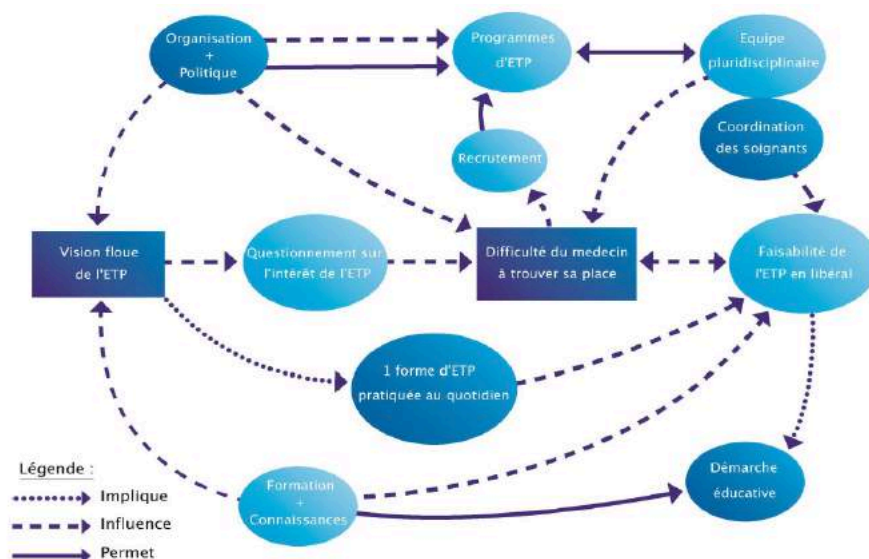 Organisation
+
Politique
Programmes
d'ETP
Equipe
pluridisciplinaire
Coordination
des soignants
Recrutement
Vision floue
de l'ETP
Questionnement sur
l'intérêt de l'ETP
Difficulté du medecin
à trouver sa place
Faisabilité de
l'ETP en libéral
1 forme d'ETP
pratiquée au quotidien
Formation
+
Connaissances
Démarche
éducative
Légende :
Implique
Influence
Permet